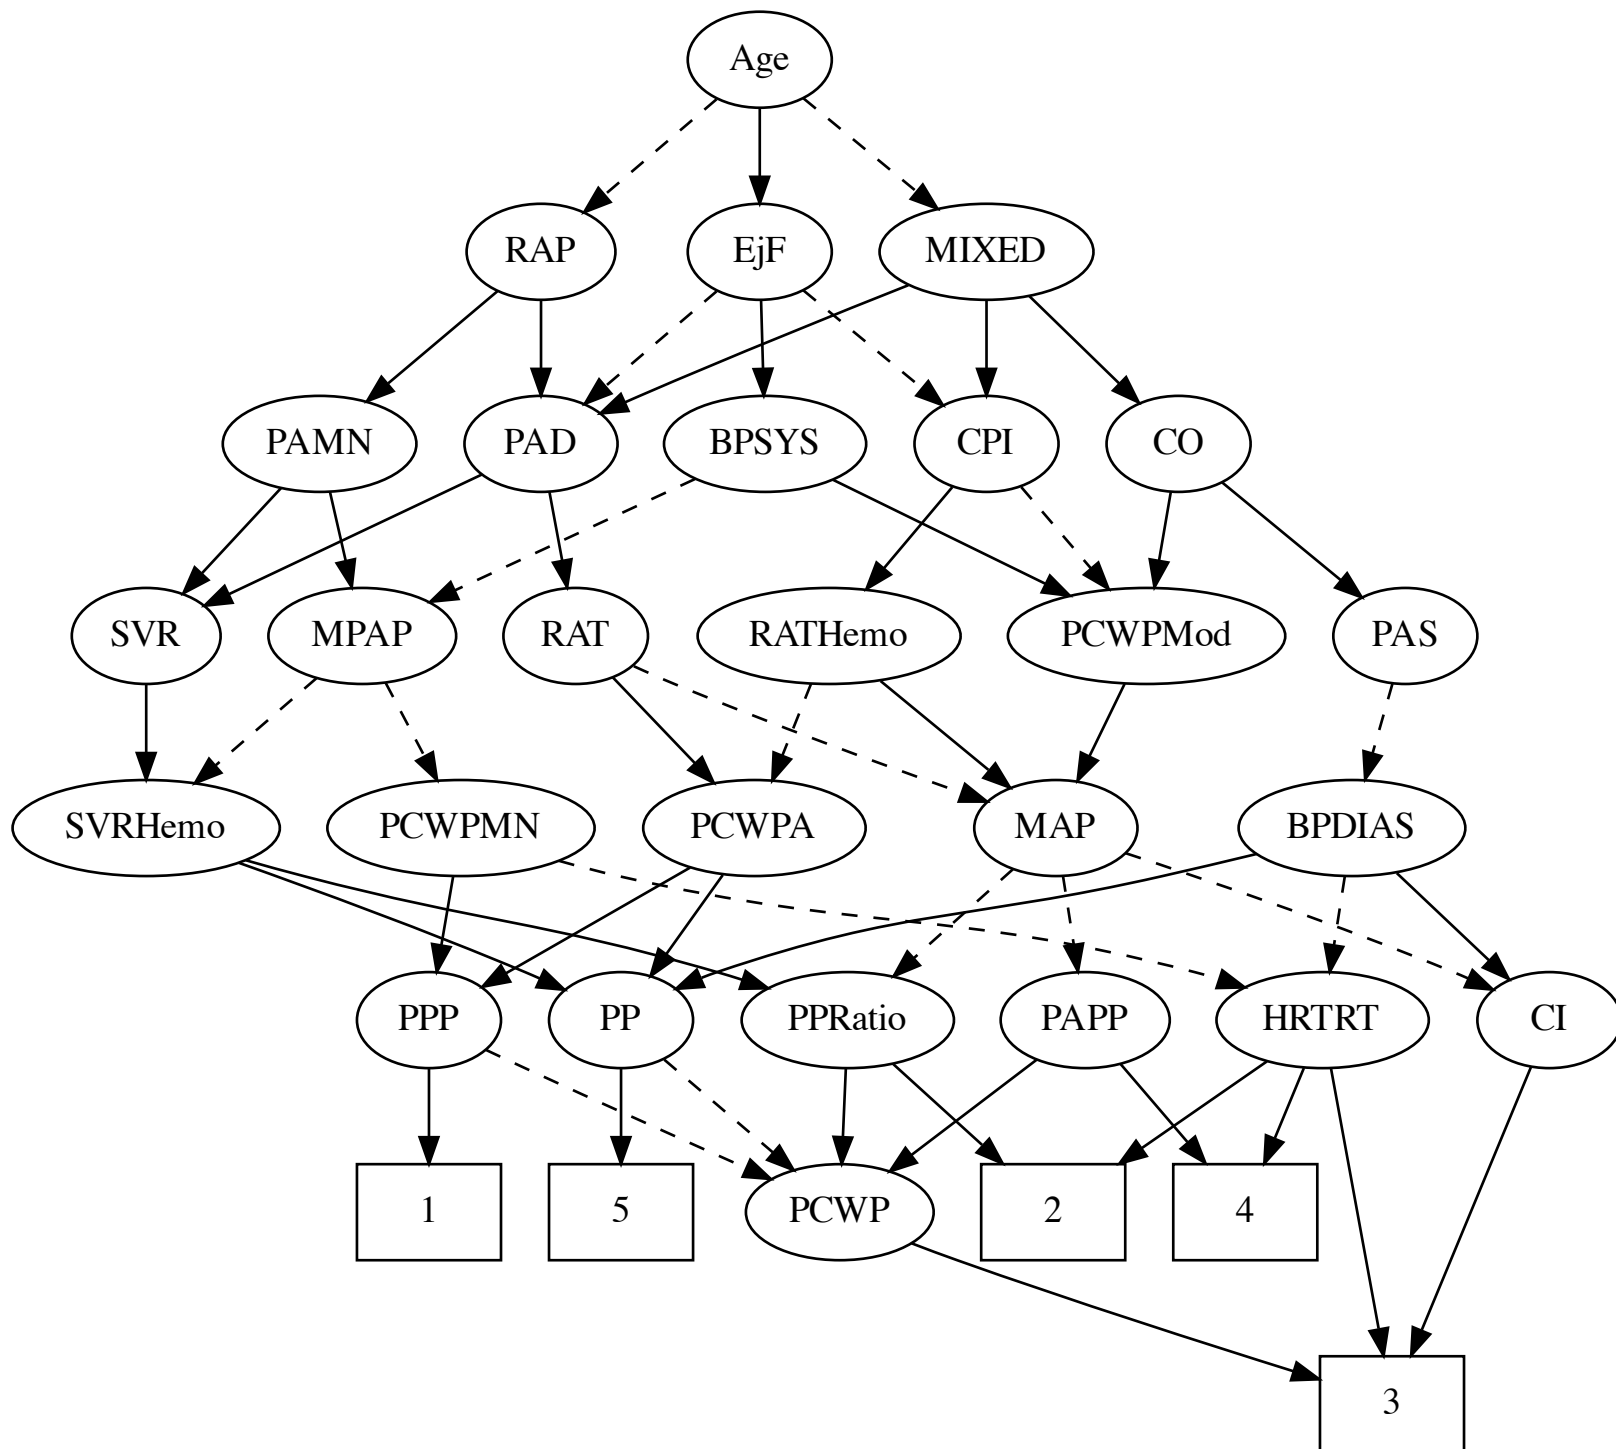 Age
RAP
EjF
MIXED
PAMN
PAD
BPSYS
CPI
CO
SVR
MPAP
RAT
RATHemo
PCWPMod
PAS
SVRHemo
PCWPMN
PCWPA
MAP
BPDIAS
PPP
PP
PPRatio
PAPP
HRTRT
CI
1
5
PCWP
2
4
3